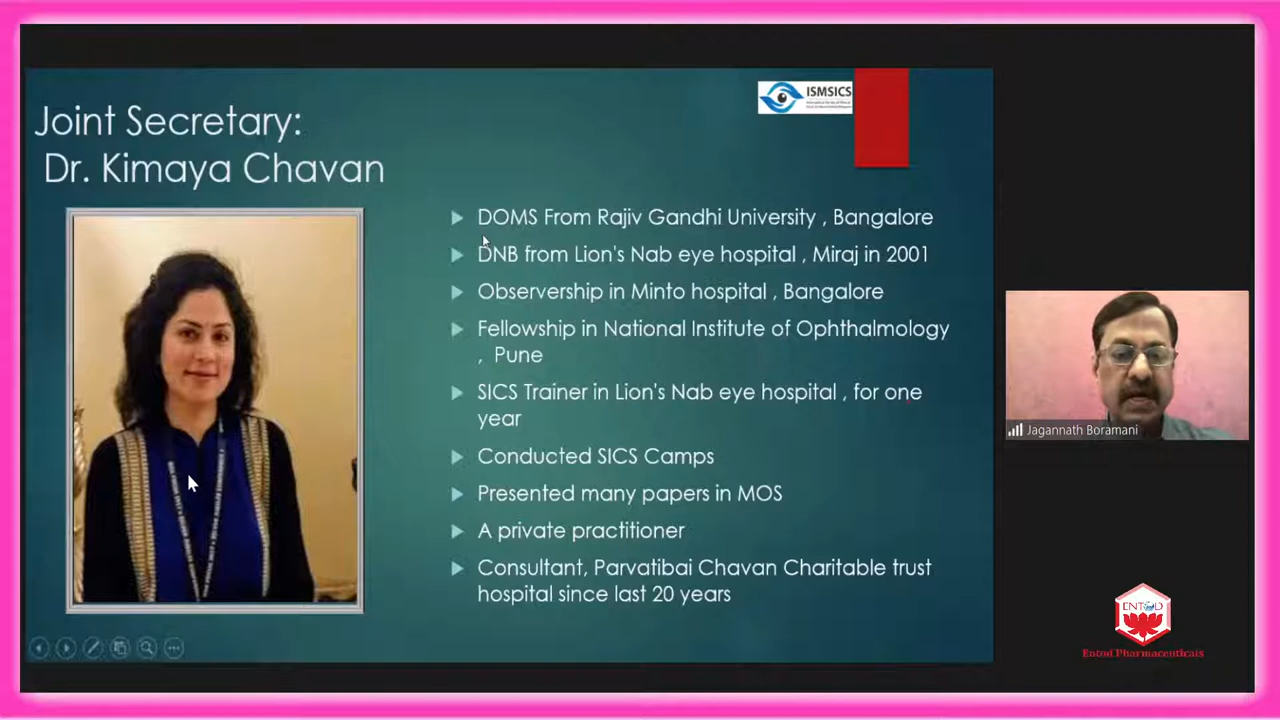 Joint Secretary:
Dr. Kimaya Chavan
ISMSICS
DOMS From Rajiv Gandhi University , Bangalore
DNB from Lion's Nab eye hospital , Miraj in 2001
Observership in Minto hospital , Bangalore
Fellowship in National Institute of Ophthalmology
, Pune
SICS Trainer in Lion's Nab eye hospital , for one
year
Conducted SICS Camps
Presented many papers in MOS
A private practitioner
Consultant, Parvatibai Chavan Charitable trust
hospital since last 20 years
Jagannath Boramani
ENTOD
Entod Pharmaceuticals